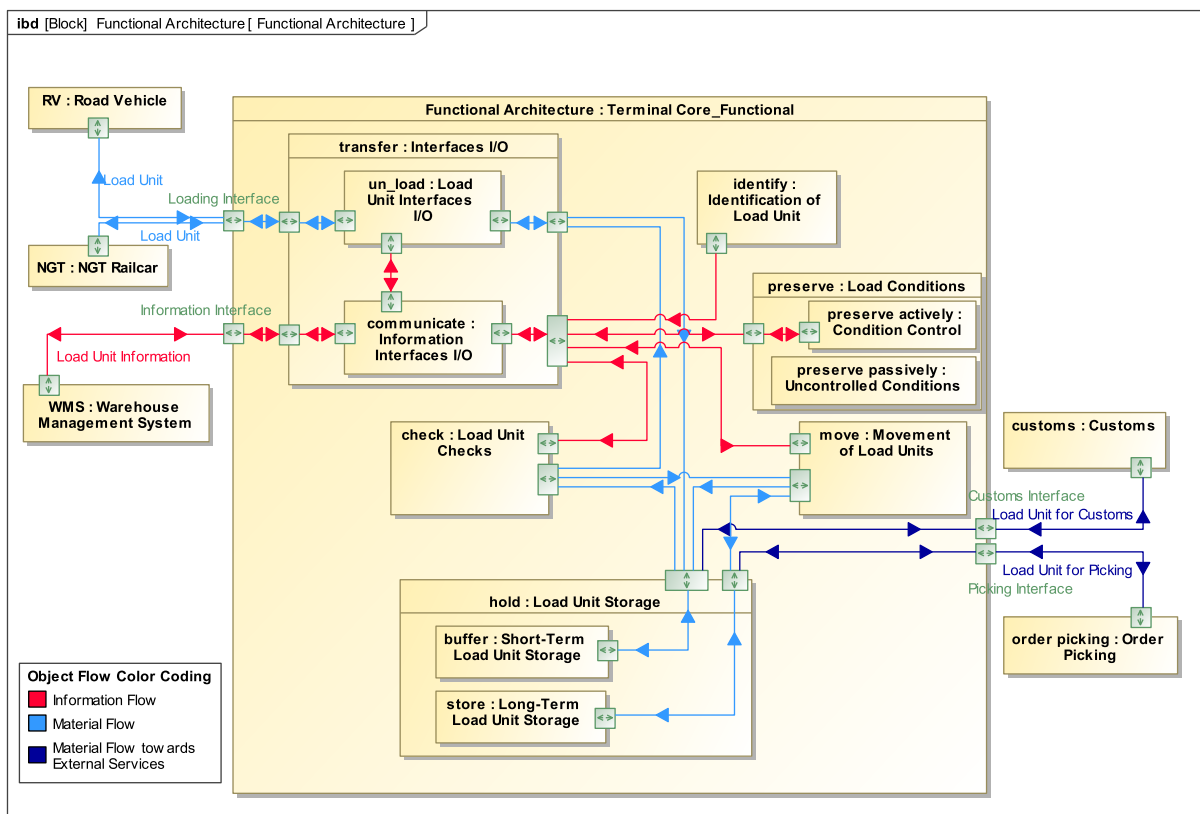 ibd [Block] Functional Architecture [ Functional Architecture ]
RV : Road Vehicle
Functional Architecture : Terminal Core_Functional
transfer : Interfaces I/O
un_load : Load
Unit Interfaces
I/O
identify :
Identification of
Load Unit
Load Unit
Loading Interface
Load Unit
NGT : NGT Railcar
preserve : Load Conditions
preserve actively :
Condition Control
preserve passively :
Uncontrolled Conditions
Information Interface
communicate :
Information
Interfaces I/O
Load Unit Information
WMS : Warehouse
Management System
check : Load Unit
Checks
move : Movement
of Load Units
customs : Customs
Customs Interface
Load Unit for Customs
Load Unit for Picking
Picking Interface
hold : Load Unit Storage
buffer : Short-Term
Load Unit Storage
store : Long-Term
Load Unit Storage
order picking : Order
Picking
Object Flow Color Coding
Information Flow
Material Flow
Material Flow towards
External Services